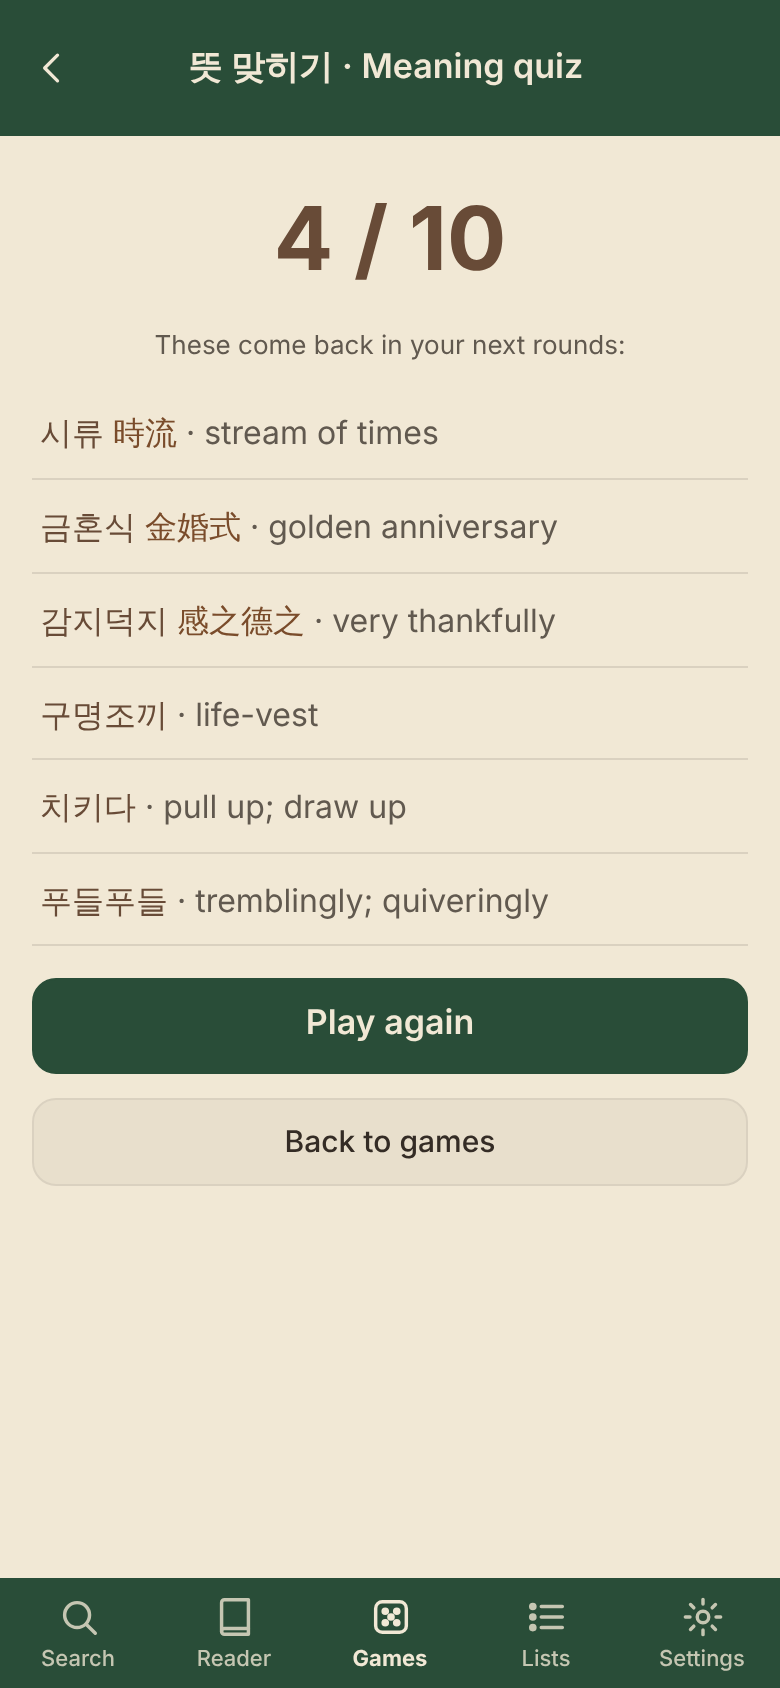 뜻 맞히기 · Meaning quiz
4 / 10
These come back in your next rounds:
시류 時流 · stream of times
금혼식 金婚式 · golden anniversary
감지덕지 感之德之 · very thankfully
구명조끼 · life-vest
치키다 · pull up; draw up
푸들푸들 · tremblingly; quiveringly
Play again
Back to games
Search
Reader
Games
Lists
Settings